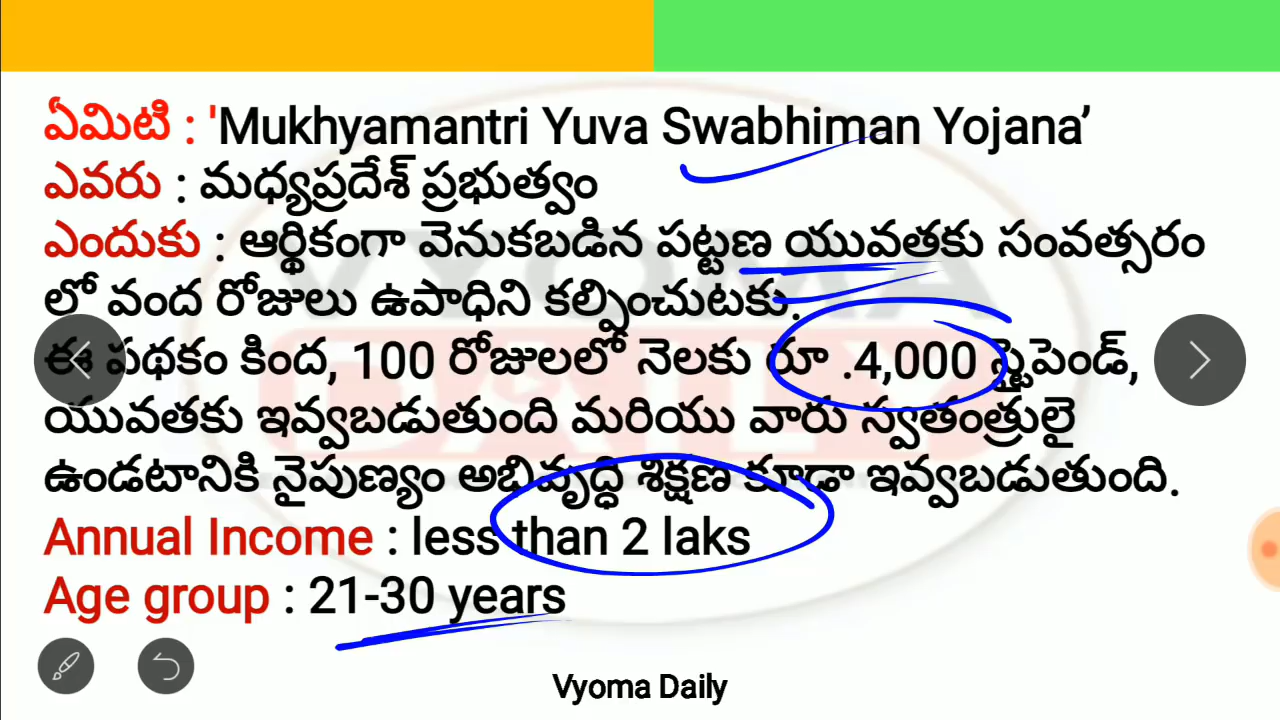 ఏమిటి : 'Mukhyamantri Yuva Swabhiman Yojana’
ఎవరు : మధ్యప్రదేశ్ ప్రభుత్వం
ఎందుకు : ఆర్థికంగా వెనుకబడిన పట్టణ యువతకు సంవత్సరం
లో వంద రోజులు ఉపాధిని కల్పించుటకు.
ఈ పథకం కింద, 100 రోజులలో నెలకు రూ .4,000 స్టైపెండ్,
యువతకు ఇవ్వబడుతుంది మరియు వారు స్వతంత్రులై
ఉండటానికి నైపుణ్యం అభివృద్ధి శిక్షణ కూడా ఇవ్వబడుతుంది.
Annual Income : less than 2 laks
Age group : 21-30 years
Vyoma Daily